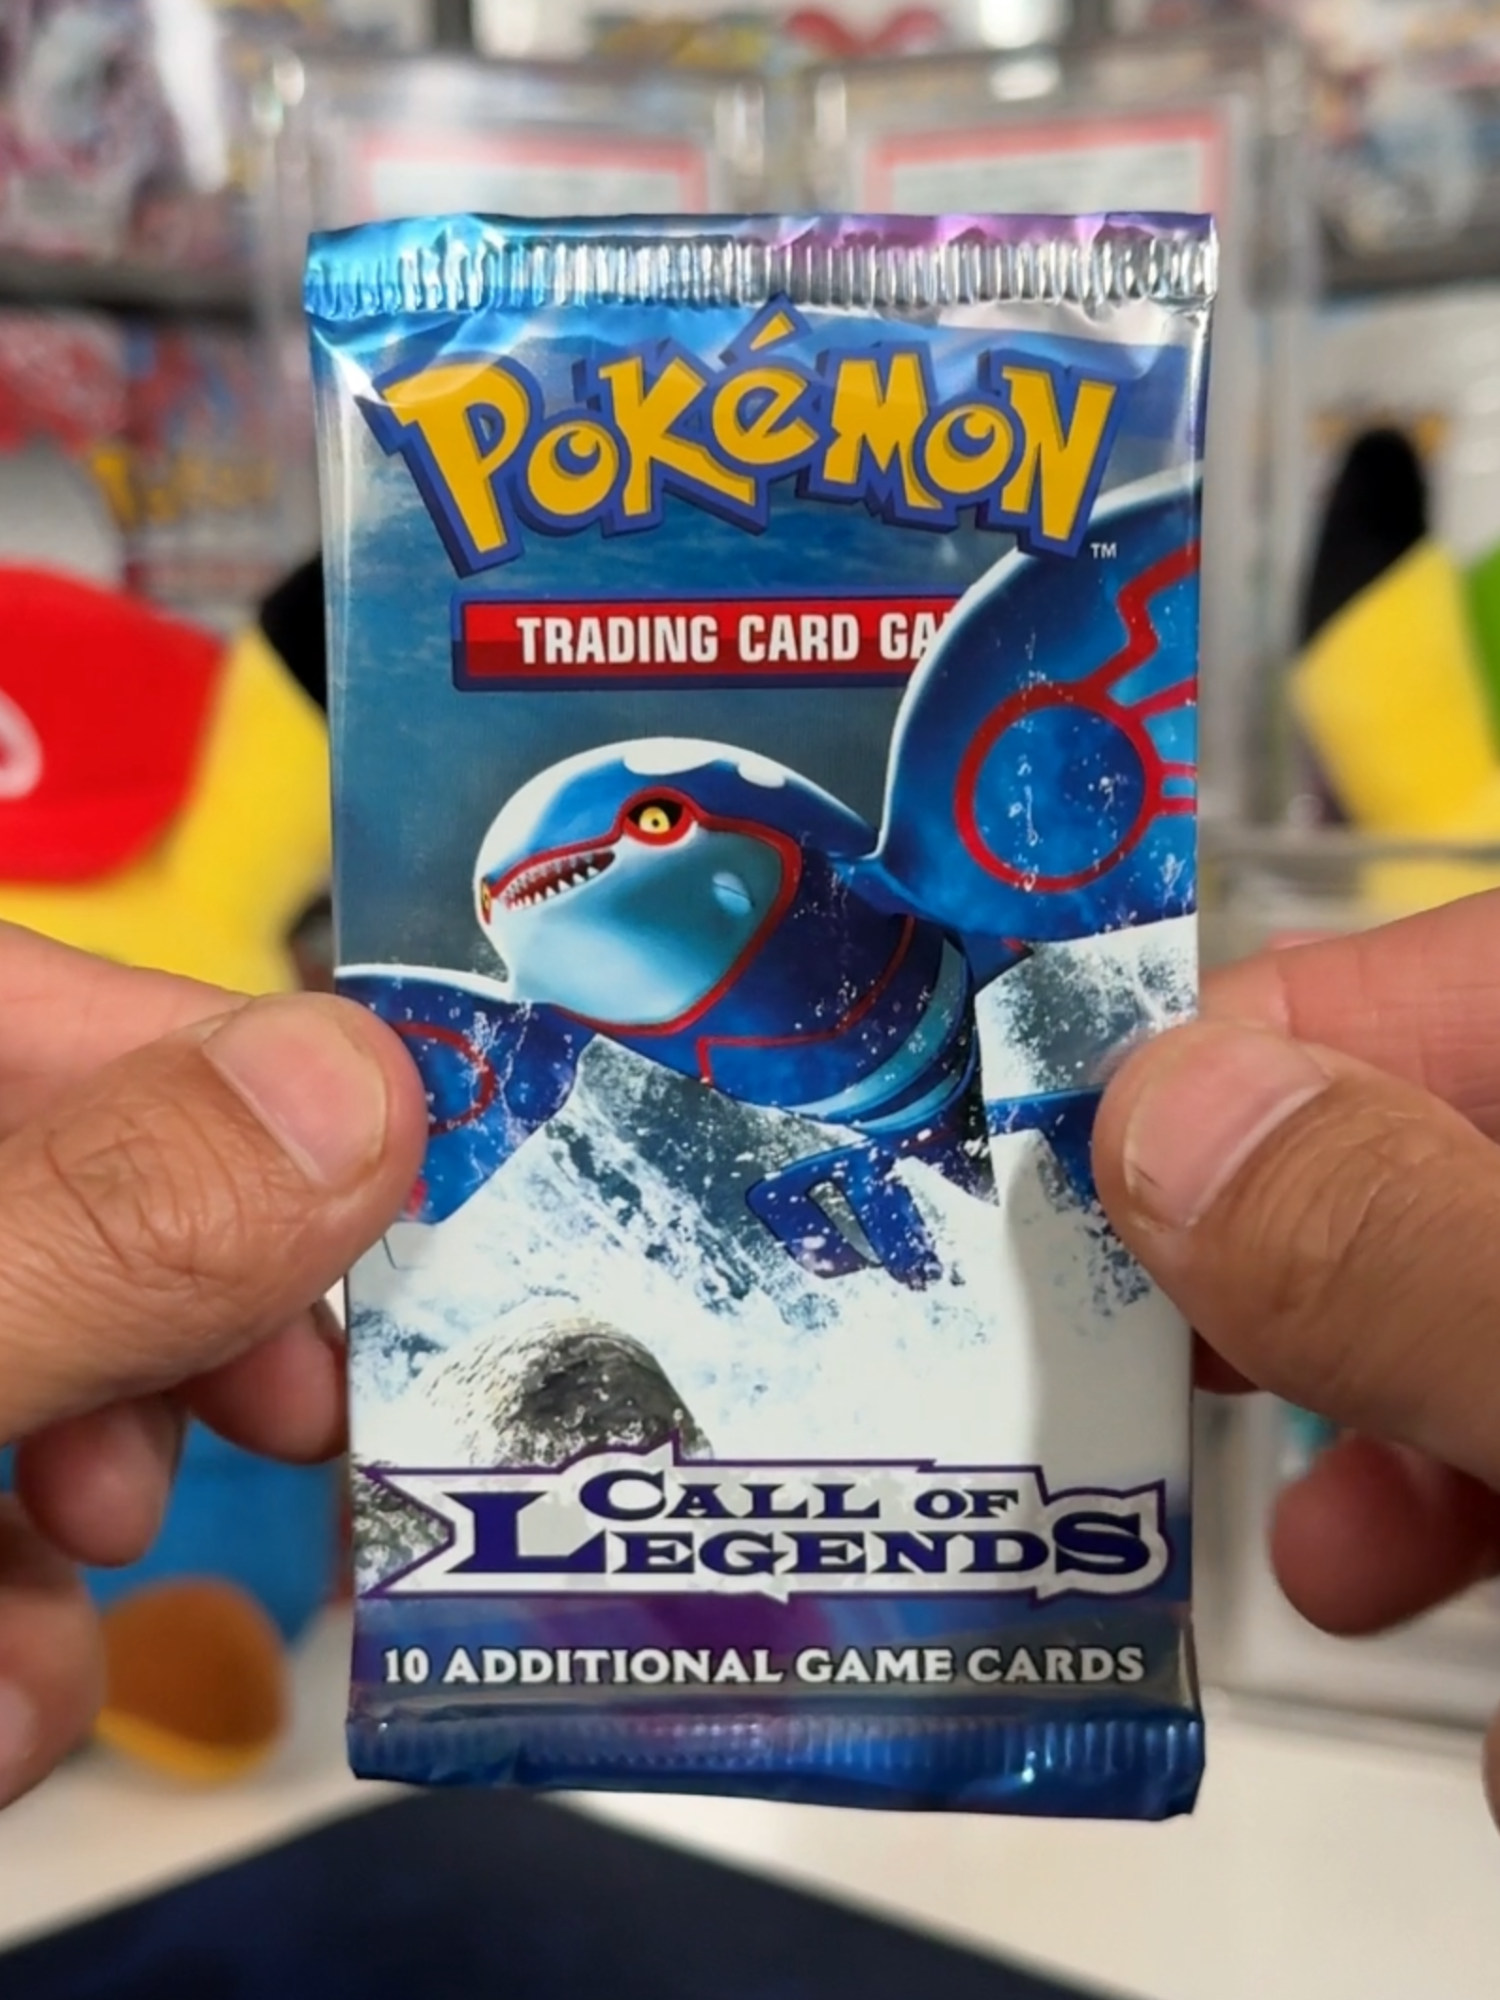 POKéMON
TM
TRADING CARD GA
CALL OF
LEGENDS
10 ADDITIONAL GAME CARDS